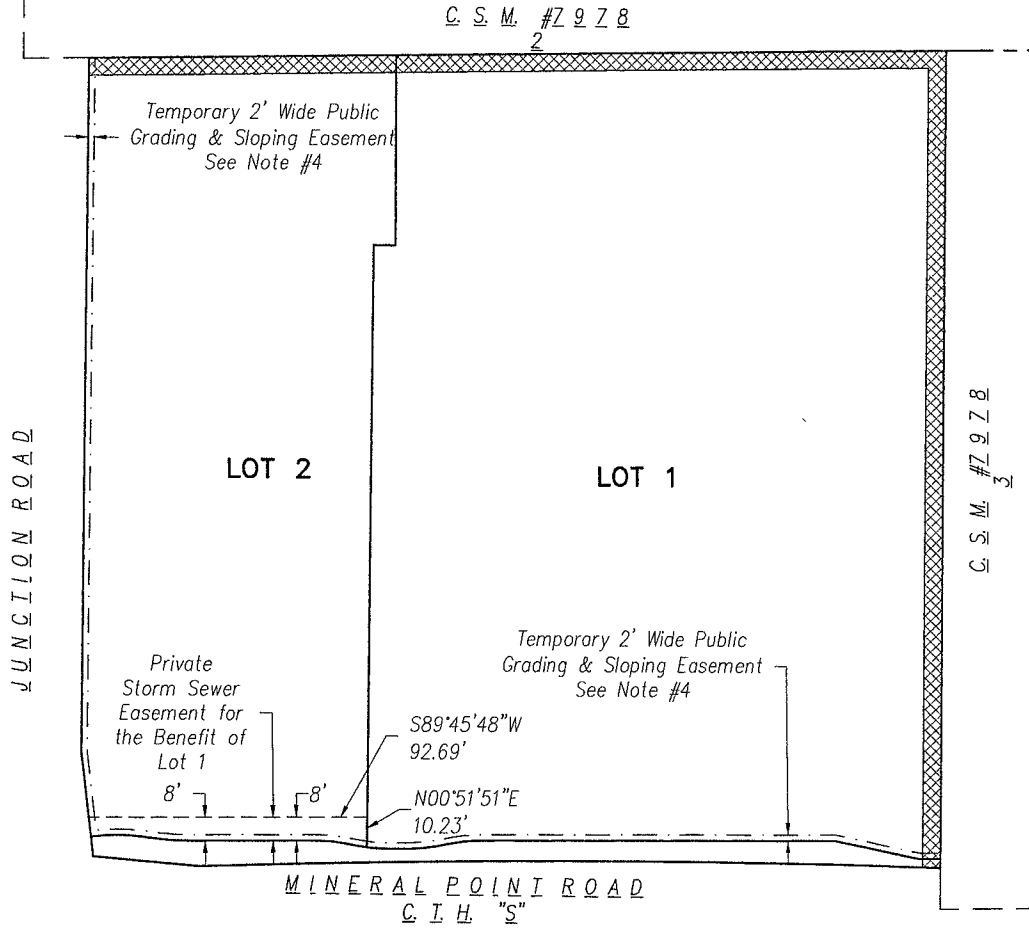 C. S. M. #7978
2
Temporary 2' Wide Public
Grading & Sloping Easement
See Note #4
JUNCTION ROAD
LOT 2
LOT 1
C. S. M. #7978
3
Temporary 2' Wide Public
Grading & Sloping Easement
See Note #4
Private
Storm Sewer
Easement for
the Benefit of
Lot 1
S89°45'48"W
92.69'
8'
8'
N00°51'51"E
10.23'
MINERAL POINT ROAD
C. T. H. "S"